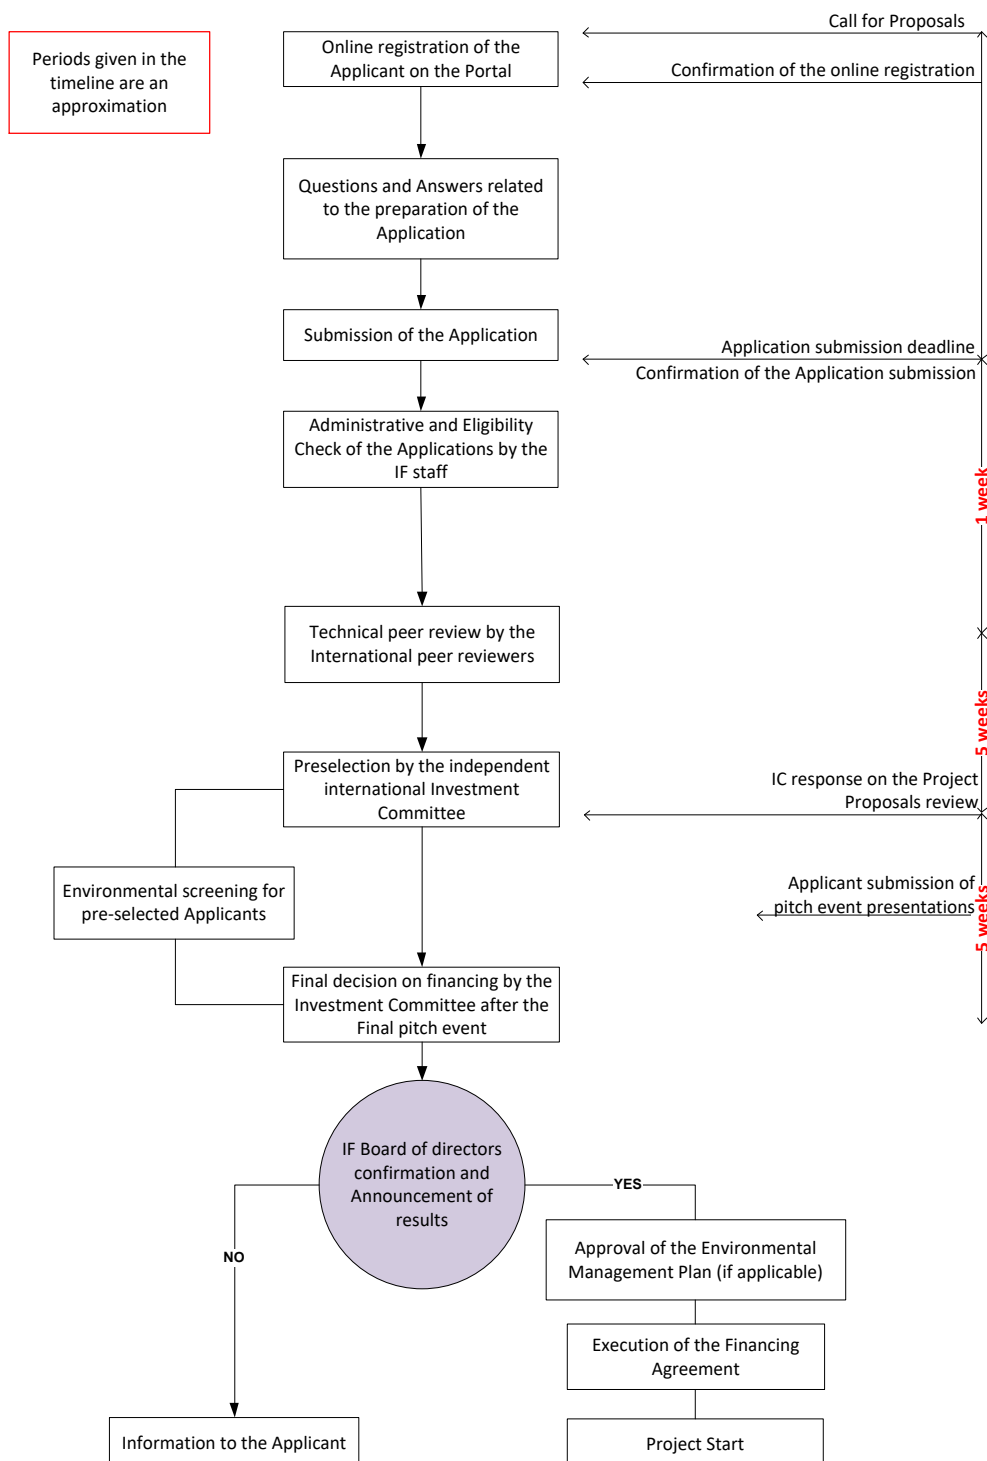 Call for Proposals
Periods given in the
timeline are an
approximation
Online registration of the
Applicant on the Portal
Confirmation of the online registration
Questions and Answers related
to the preparation of the
Application
Submission of the Application
Application submission deadline
Confirmation of the Application submission
Administrative and Eligibility
Check of the Applications by the
IF staff
1 week
Technical peer review by the
International peer reviewers
5 weeks
Preselection by the independent
international Investment
Committee
IC response on the Project
Proposals review
Environmental screening for
pre-selected Applicants
Applicant submission of
pitch event presentations
5 weeks
Final decision on financing by the
Investment Committee after the
Final pitch event
IF Board of directors
confirmation and
Announcement of
results
YES
NO
Approval of the Environmental
Management Plan (if applicable)
Execution of the Financing
Agreement
Information to the Applicant
Project Start